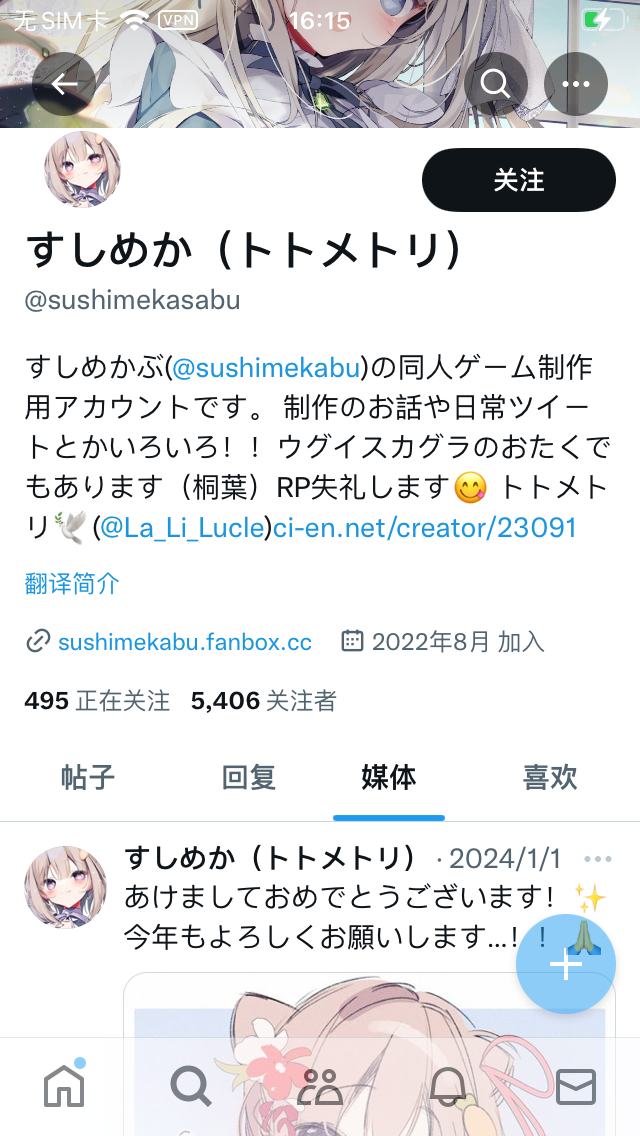 无SIM卡 VPN 16:15
关注
すしめか（トトメトリ）
@sushimekasabu
すしめかぶ(@sushimekabu)の同人ゲーム制作
用アカウントです。 制作のお話や日常ツイー
トとかいろいろ！！ウグイスカグラのおたくで
もあります（桐葉）RP失礼します😋 トトメト
リ🕊️(@La_Li_Lucle)ci-en.net/creator/23091
翻译简介
sushimekabu.fanbox.cc 2022年8月 加入
495 正在关注 5,406 关注者
帖子 回复 媒体 喜欢
すしめか（トトメトリ） · 2024/1/1
あけましておめでとうございます！✨
今年もよろしくお願いします...！！🙏